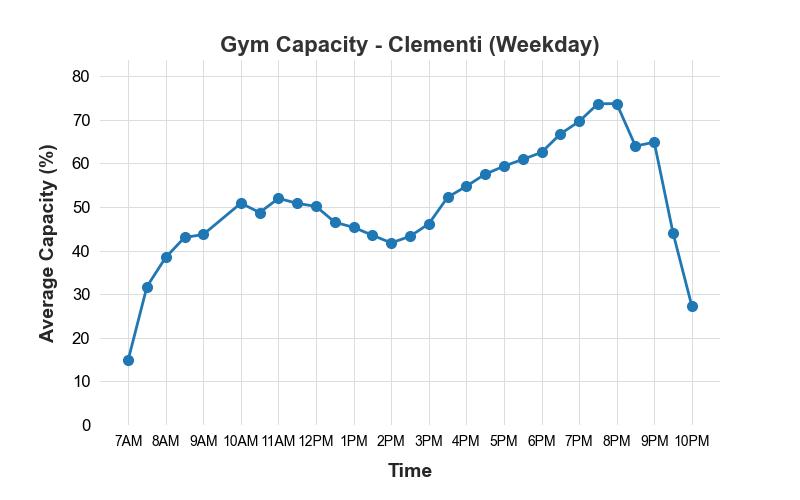 Gym Capacity - Clementi (Weekday)
Average Capacity (%)
80
70
60
50
40
30
20
10
0
7AM 8AM 9AM 10AM 11AM 12PM 1PM 2PM 3PM 4PM 5PM 6PM 7PM 8PM 9PM 10PM
Time